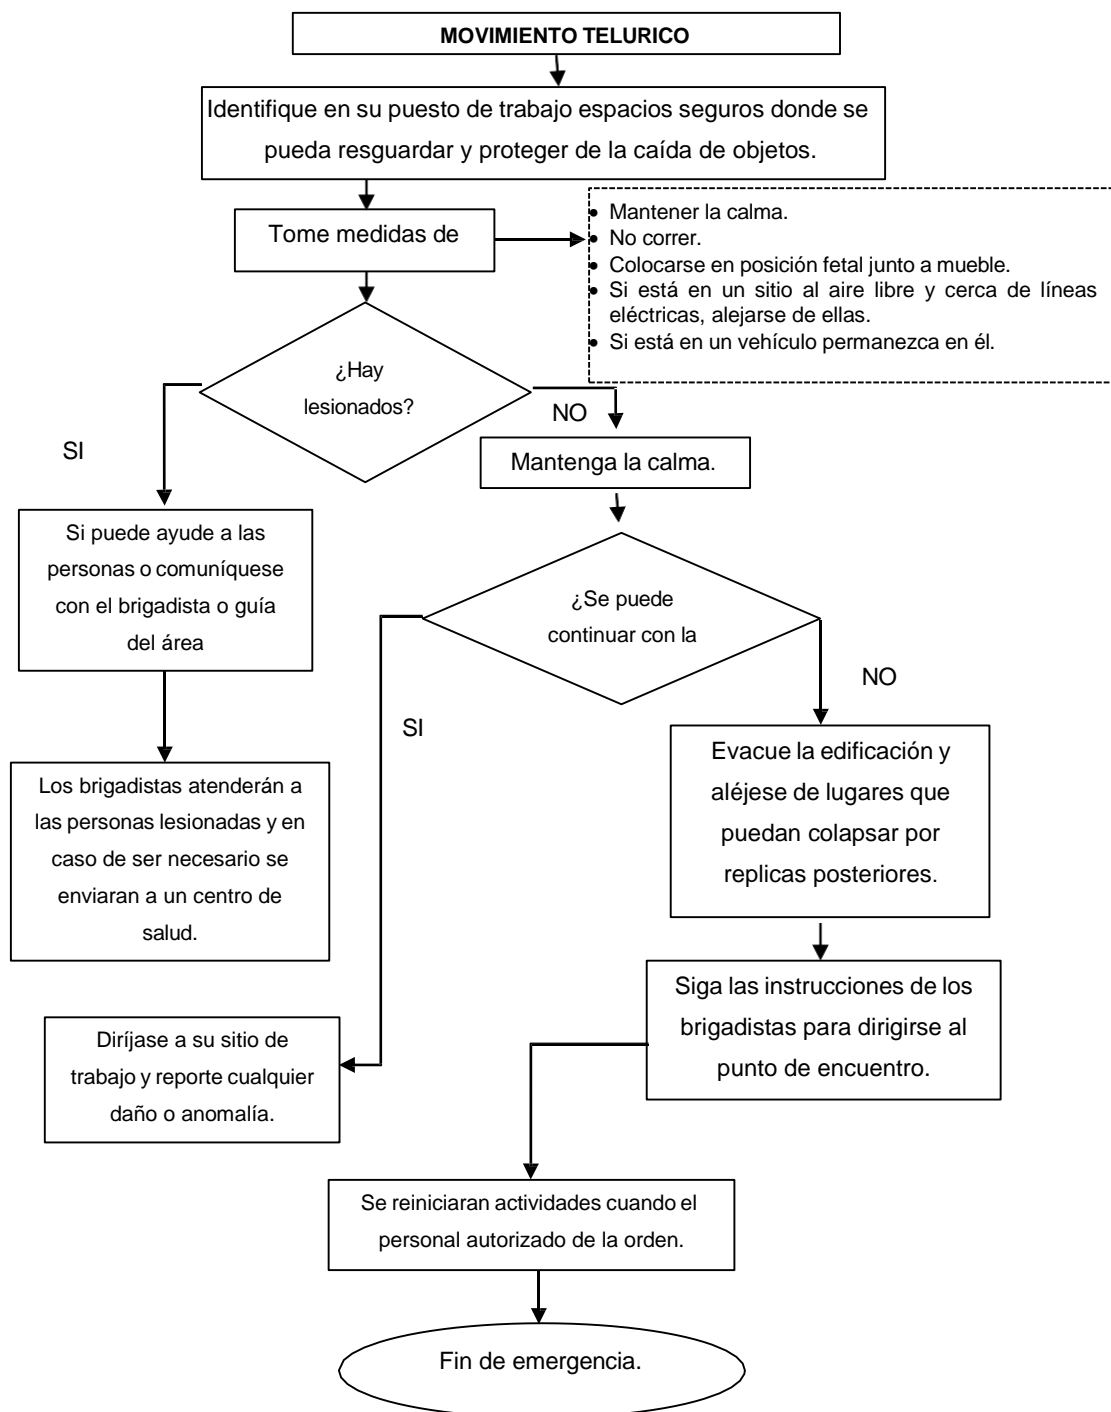 MOVIMIENTO TELURICO
Identifique en su puesto de trabajo espacios seguros donde se
pueda resguardar y proteger de la caída de objetos.
Tome medidas de
• Mantener la calma.
• No correr.
• Colocarse en posición fetal junto a mueble.
• Si está en un sitio al aire libre y cerca de líneas
eléctricas, alejarse de ellas.
• Si está en un vehículo permanezca en él.
¿Hay
lesionados?
NO
SI
Mantenga la calma.
Si puede ayude a las
personas o comuníquese
con el brigadista o guía
del área
¿Se puede
continuar con la
NO
SI
Evacue la edificación y
aléjese de lugares que
puedan colapsar por
replicas posteriores.
Los brigadistas atenderán a
las personas lesionadas y en
caso de ser necesario se
enviaran a un centro de
salud.
Siga las instrucciones de los
brigadistas para dirigirse al
punto de encuentro.
Diríjase a su sitio de
trabajo y reporte cualquier
daño o anomalía.
Se reiniciaran actividades cuando el
personal autorizado de la orden.
Fin de emergencia.